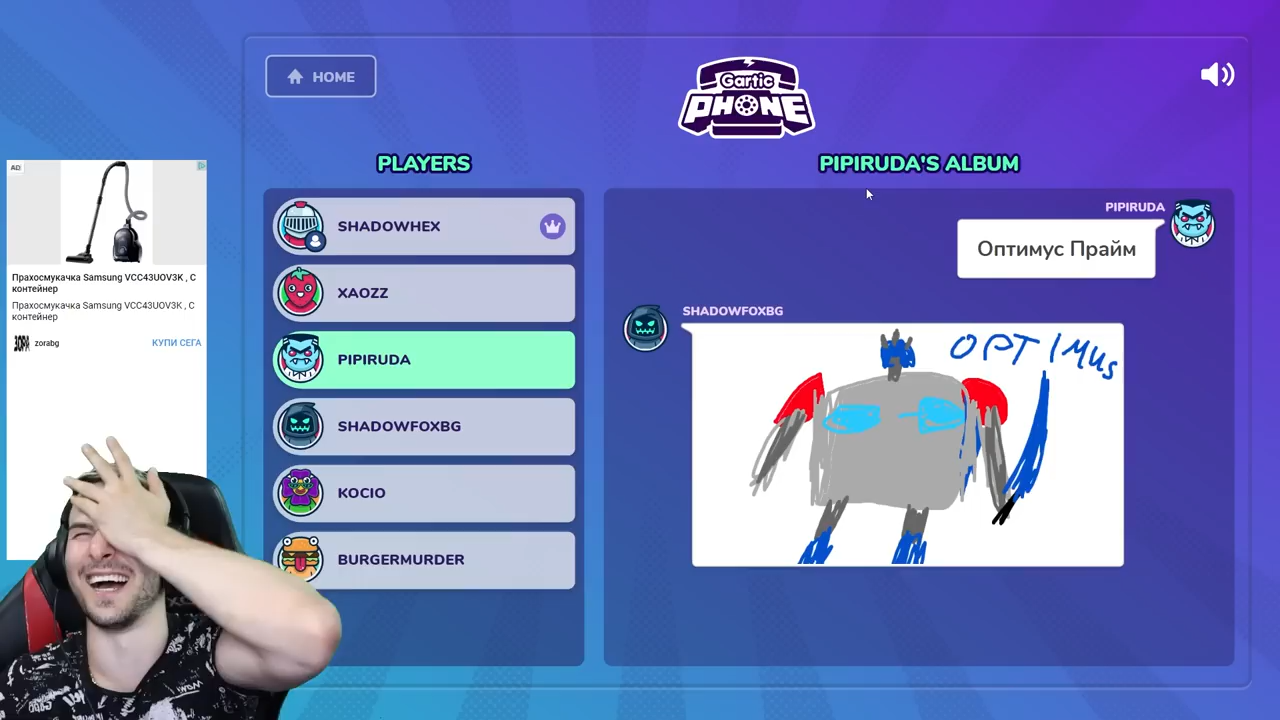 HOME
Gartic
PHONE
PLAYERS
PIPIRUDA'S ALBUM
AD
Прахосмукачка Samsung VCC43UOV3K , С
контейнер
Прахосмукачка Samsung VCC43UOV3K , С
контейнер
zorabg
КУПИ СЕГА
SHADOWHEX
XAOZZ
PIPIRUDA
SHADOWFOXBG
KOCIO
BURGERMURDER
PIPIRUDA
Оптимус Прайм
SHADOWFOXBG
OPTIMUS